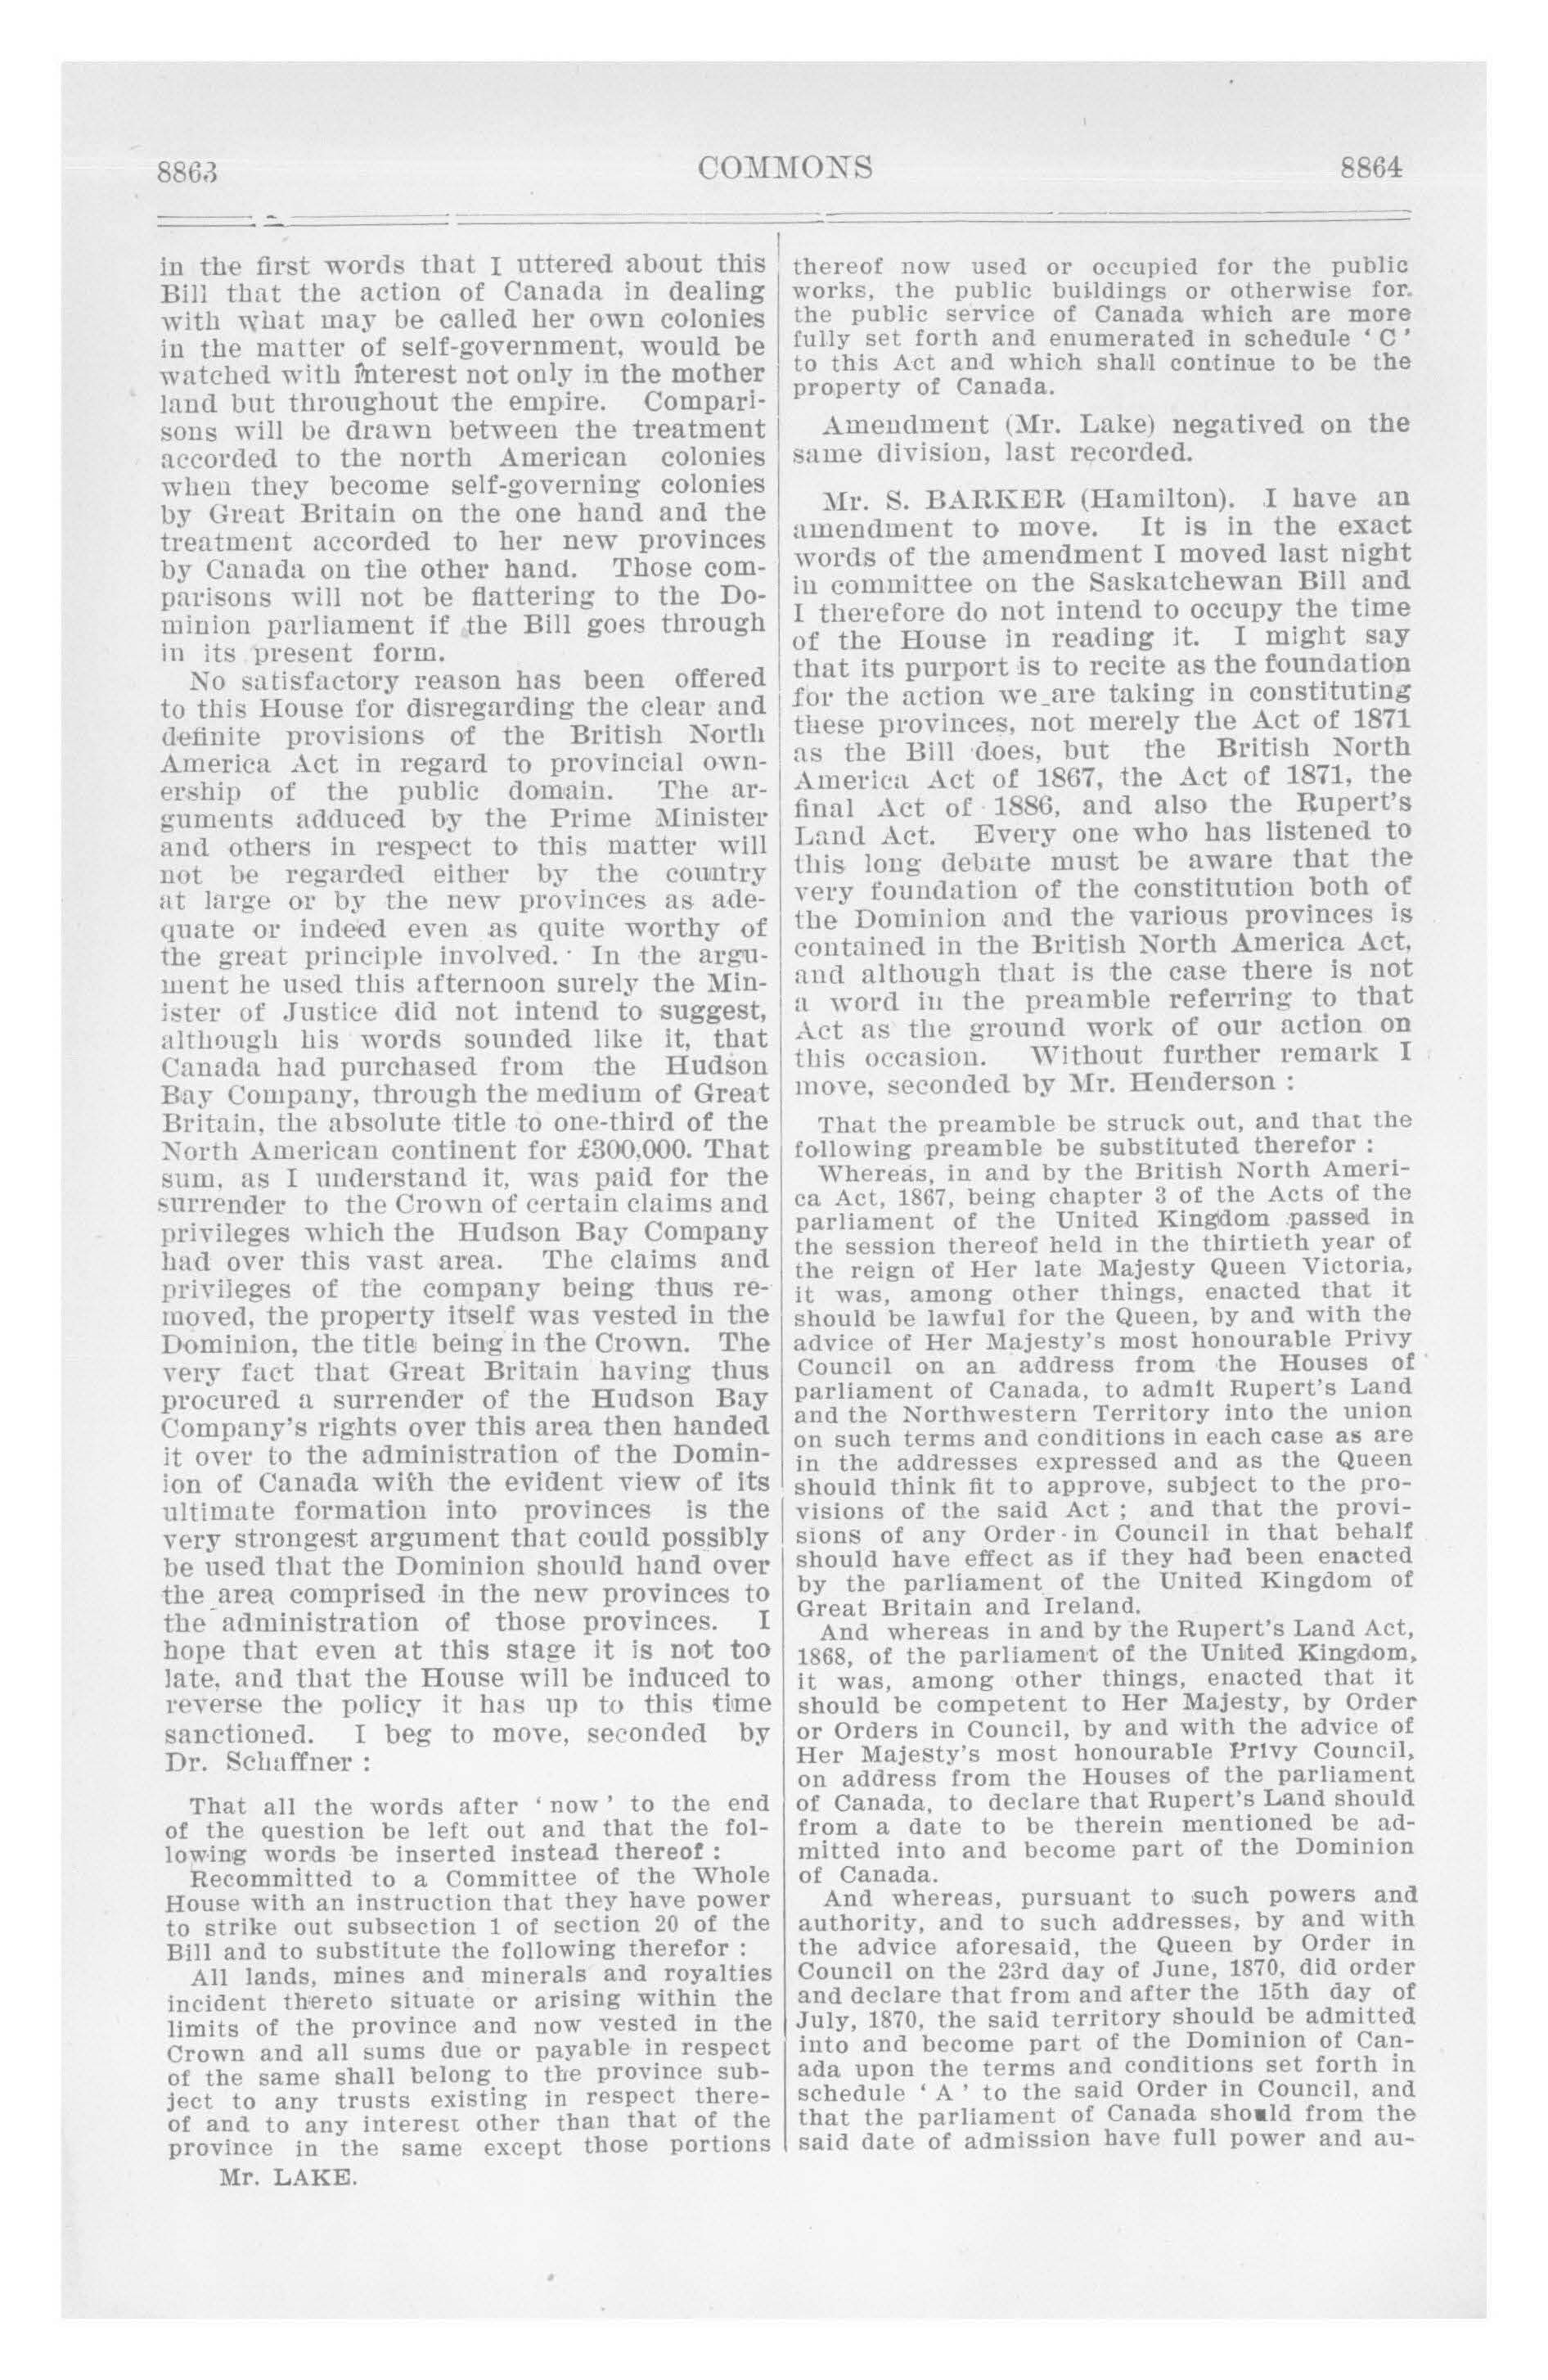 8863
COMMONS
8864
in the first words that I uttered about this
Bill that the action of Canada in dealing
with what may be called her own colonies
in the matter of self-government, would be
watched with interest not only in the mother
land but throughout the empire. Compari-
sons will be drawn between the treatment
accorded to the north American colonies
when they become self-governing colonies
by Great Britain on the one hand and the
treatment accorded to her new provinces
by Canada on the other hand. Those com-
parisons will not be flattering to the Do-
minion parliament if the Bill goes through
in its present form.
No satisfactory reason has been offered
to this House for disregarding the clear and
definite provisions of the British North
America Act in regard to provincial own-
ership of the public domain. The ar-
guments adduced by the Prime Minister
and others in respect to this matter will
not be regarded either by the country
at large or by the new provinces as ade-
quate or indeed even as quite worthy of
the great principle involved. In the argu-
ment he used this afternoon surely the Min-
ister of Justice did not intend to suggest,
although his words sounded like it, that
Canada had purchased from the Hudson
Bay Company, through the medium of Great
Britain, the absolute title to one-third of the
North American continent for £300,000. That
sum, as I understand it, was paid for the
surrender to the Crown of certain claims and
privileges which the Hudson Bay Company
had over this vast area. The claims and
privileges of the company being thus re-
moved, the property itself was vested in the
Dominion, the title being in the Crown. The
very fact that Great Britain having thus
procured a surrender of the Hudson Bay
Company's rights over this area then handed
it over to the administration of the Domin-
ion of Canada with the evident view of its
ultimate formation into provinces is the
very strongest argument that could possibly
be used that the Dominion should hand over
the area comprised in the new provinces to
the administration of those provinces. I
hope that even at this stage it is not too
late, and that the House will be induced to
reverse the policy it has up to this time
sanctioned. I beg to move, seconded by
Dr. Schaffner :
That all the words after ' now ' to the end
of the question be left out and that the fol-
lowing words be inserted instead thereof :
Recommitted to a Committee of the Whole
House with an instruction that they have power
to strike out subsection 1 of section 20 of the
Bill and to substitute the following therefor :
All lands, mines and minerals and royalties
incident thereto situate or arising within the
limits of the province and now vested in the
Crown and all sums due or payable in respect
of the same shall belong to the province sub-
ject to any trusts existing in respect there-
of and to any interest other than that of the
province in the same except those portions
Mr. LAKE.
thereof now used or occupied for the public
works, the public buildings or otherwise for
the public service of Canada which are more
fully set forth and enumerated in schedule ' C '
to this Act and which shall continue to be the
property of Canada.
Amendment (Mr. Lake) negatived on the
same division, last recorded.
Mr. S. BARKER (Hamilton). I have an
amendment to move. It is in the exact
words of the amendment I moved last night
in committee on the Saskatchewan Bill and
I therefore do not intend to occupy the time
of the House in reading it. I might say
that its purport is to recite as the foundation
for the action we are taking in constituting
these provinces, not merely the Act of 1871
as the Bill does, but the British North
America Act of 1867, the Act of 1871, the
final Act of 1886, and also the Rupert's
Land Act. Every one who has listened to
this long debate must be aware that the
very foundation of the constitution both of
the Dominion and the various provinces is
contained in the British North America Act,
and although that is the case there is not
a word in the preamble referring to that
Act as the ground work of our action on
this occasion. Without further remark I
move, seconded by Mr. Henderson :
That the preamble be struck out, and that the
following preamble be substituted therefor :
Whereas, in and by the British North Ameri-
ca Act, 1867, being chapter 3 of the Acts of the
parliament of the United Kingdom passed in
the session thereof held in the thirtieth year of
the reign of Her late Majesty Queen Victoria,
it was, among other things, enacted that it
should be lawful for the Queen, by and with the
advice of Her Majesty's most honourable Privy
Council on an address from the Houses of
parliament of Canada, to admit Rupert's Land
and the Northwestern Territory into the union
on such terms and conditions in each case as are
in the addresses expressed and as the Queen
should think fit to approve, subject to the pro-
visions of the said Act ; and that the provi-
sions of any Order in Council in that behalf
should have effect as if they had been enacted
by the parliament of the United Kingdom of
Great Britain and Ireland.
And whereas in and by the Rupert's Land Act,
1868, of the parliament of the United Kingdom,
it was, among other things, enacted that it
should be competent to Her Majesty, by Order
or Orders in Council, by and with the advice of
Her Majesty's most honourable Privy Council,
on address from the Houses of the parliament
of Canada, to declare that Rupert's Land should
from a date to be therein mentioned be ad-
mitted into and become part of the Dominion
of Canada.
And whereas, pursuant to such powers and
authority, and to such addresses, by and with
the advice aforesaid, the Queen by Order in
Council on the 23rd day of June, 1870, did order
and declare that from and after the 15th day of
July, 1870, the said territory should be admitted
into and become part of the Dominion of Can-
ada upon the terms and conditions set forth in
schedule ' A ' to the said Order in Council, and
that the parliament of Canada should from the
said date of admission have full power and au-